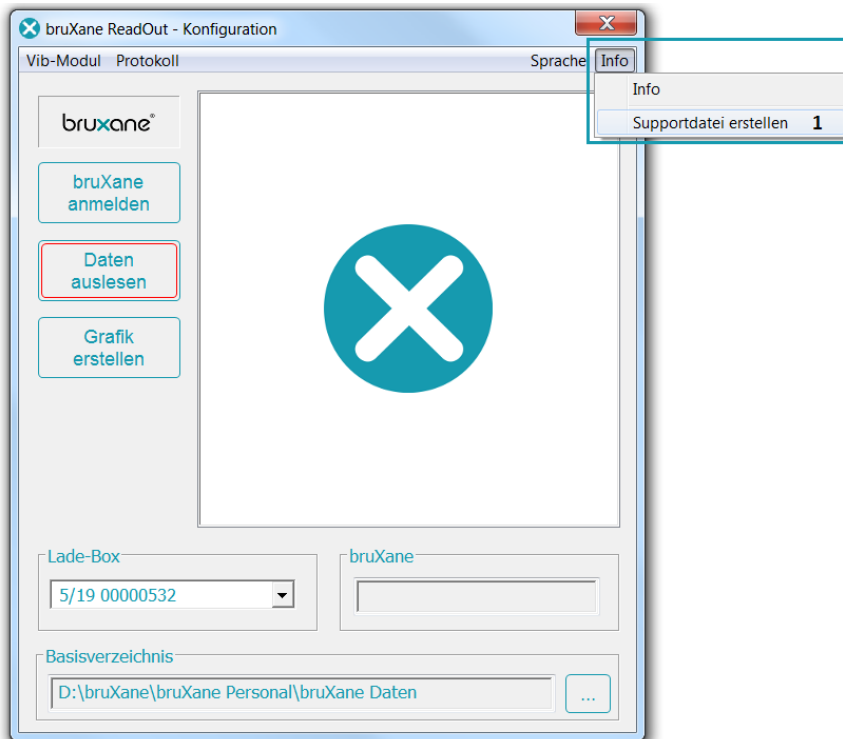 bruXane ReadOut - Konfiguration
Vib-Modul Protokoll Sprache Info
Info
Supportdatei erstellen 1
bruxane®
bruXane
anmelden
Daten
auslesen
Grafik
erstellen
Lade-Box
5/19 00000532
bruXane
Basisverzeichnis
D:\bruXane\bruXane Personal\bruXane Daten
...